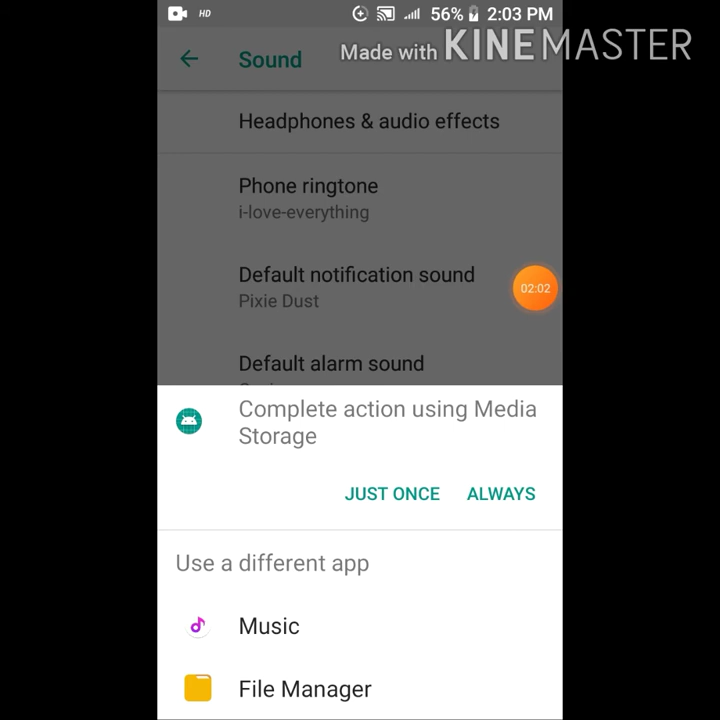 HD 56% 2:03 PM
Made with KINEMASTER
Sound
Headphones & audio effects
Phone ringtone
i-love-everything
Default notification sound
02:02
Pixie Dust
Default alarm sound
Complete action using Media
Storage
JUST ONCE ALWAYS
Use a different app
Music
File Manager